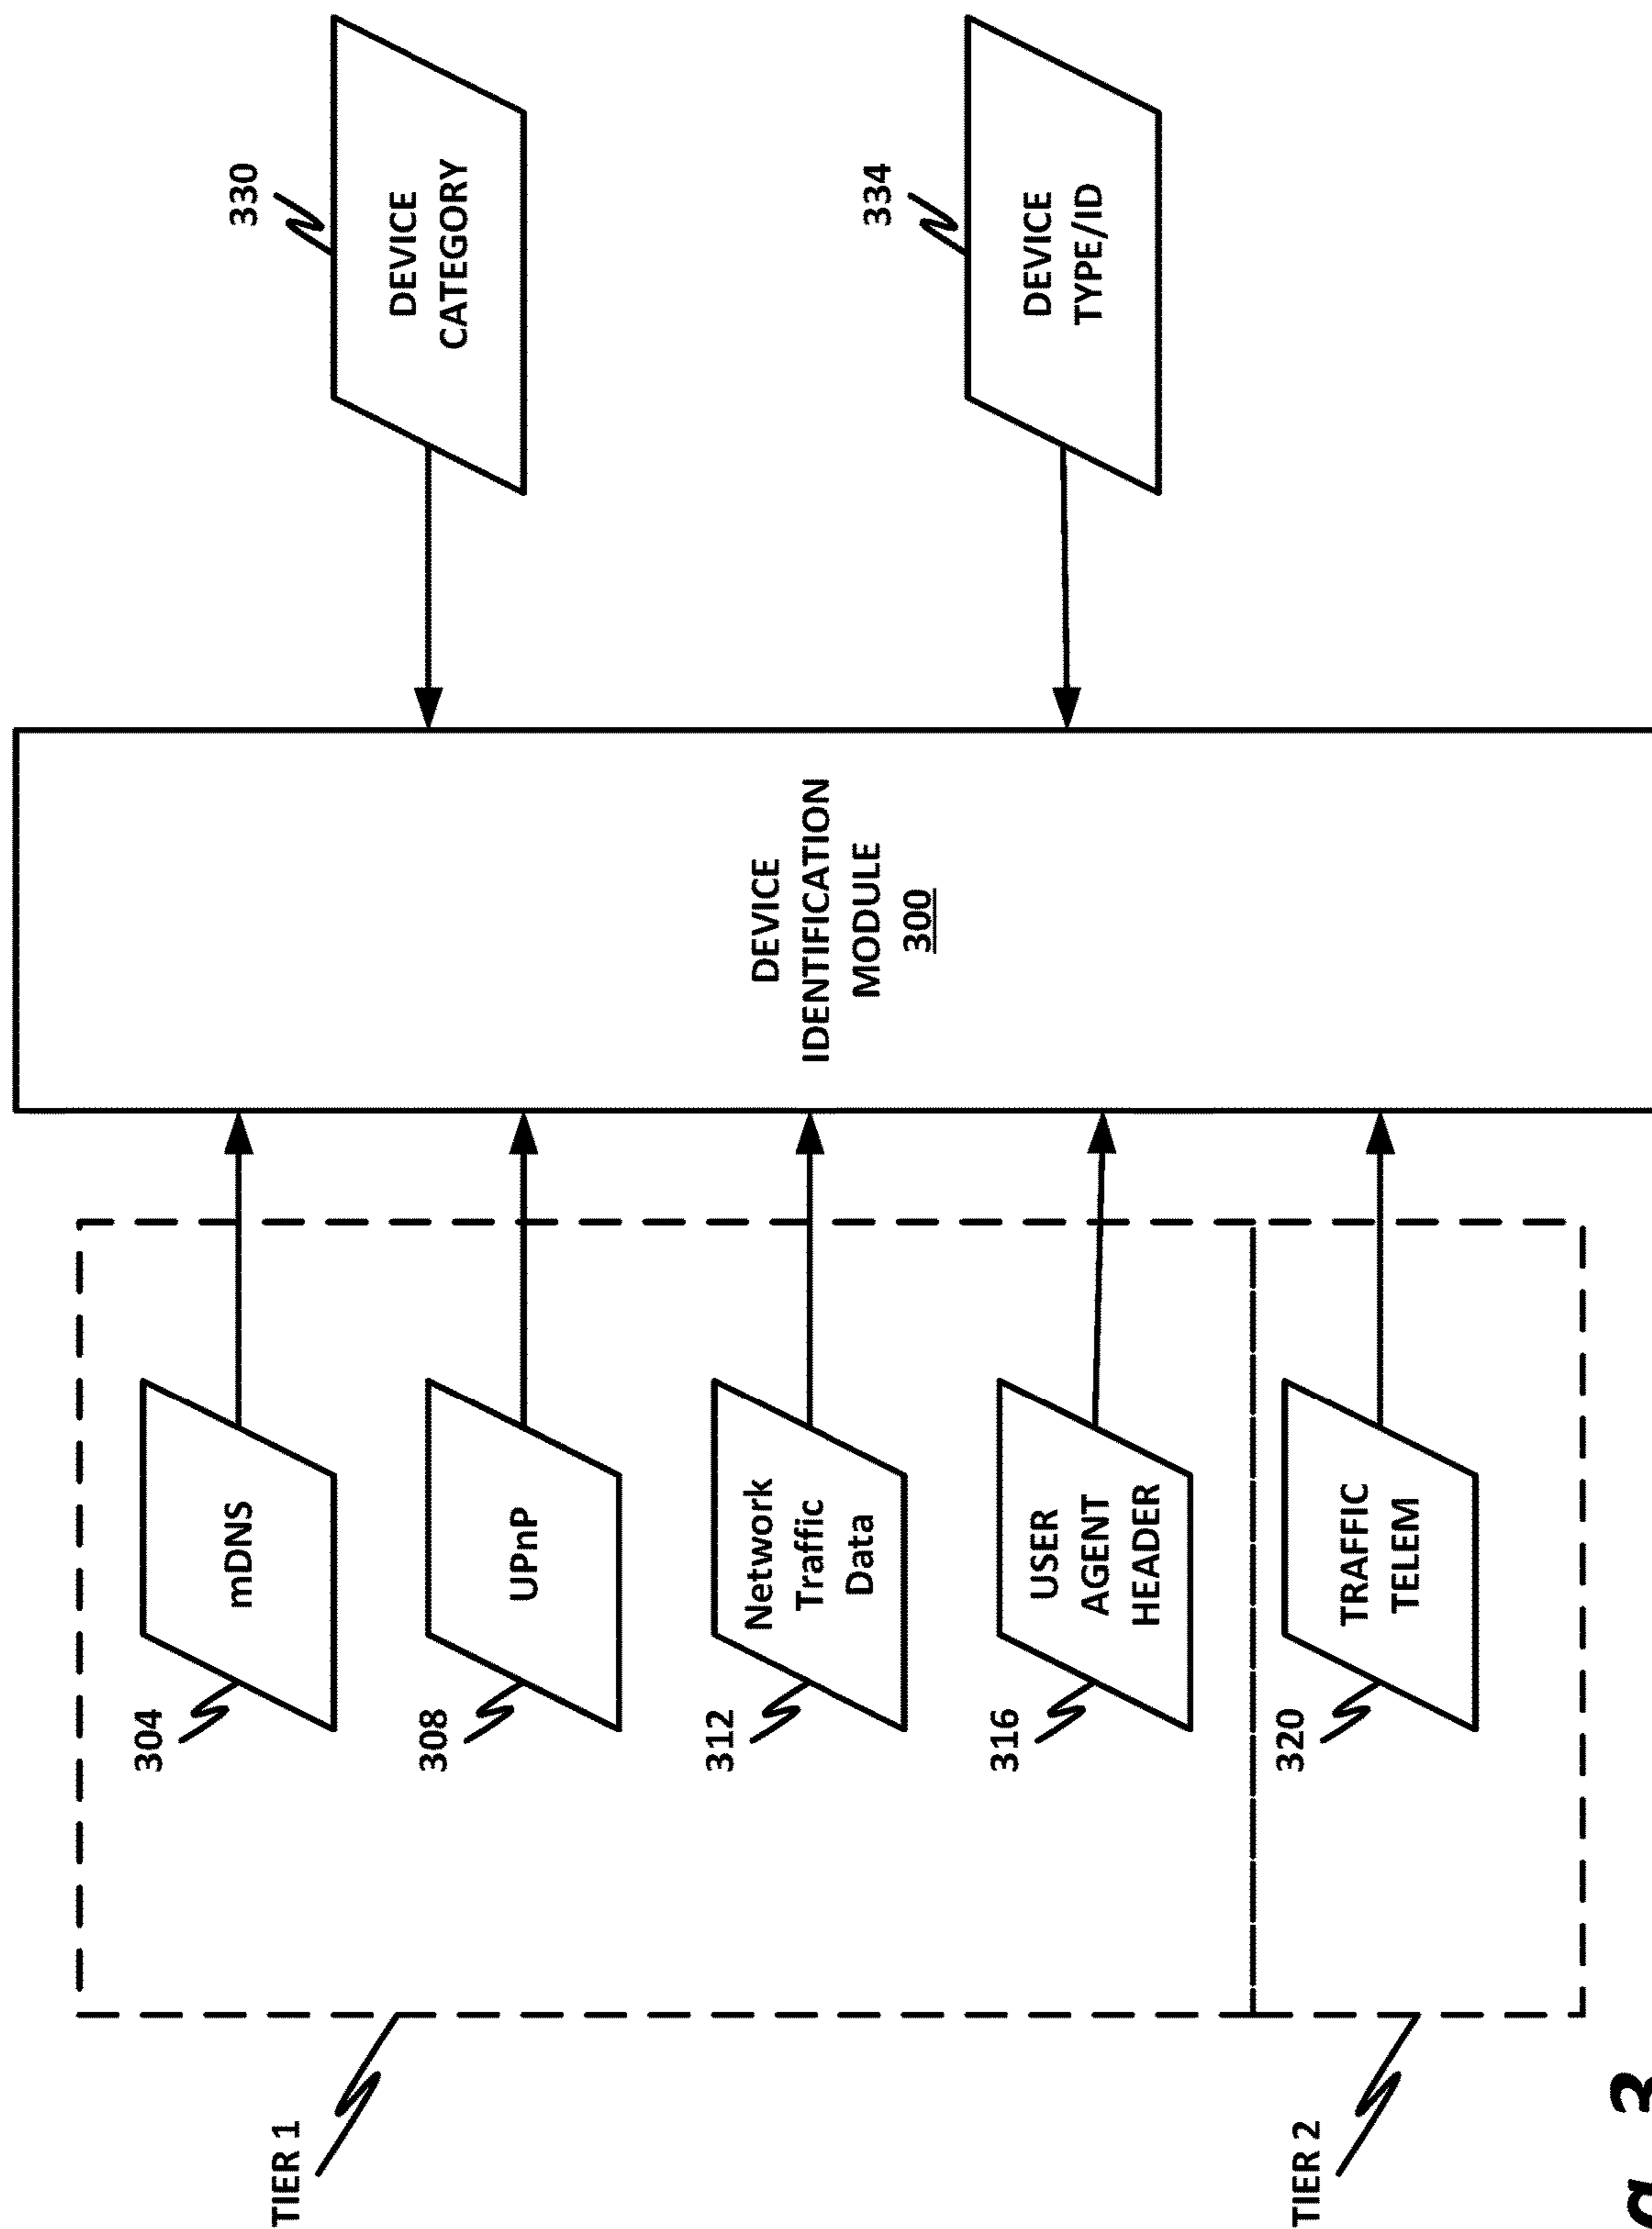 TIER 1
304
mDNS
308
UPnP
312
Network
Traffic
Data
316
USER
AGENT
HEADER
TIER 2
320
TRAFFIC
TELEM
DEVICE
IDENTIFICATION
MODULE
300
330
DEVICE
CATEGORY
334
DEVICE
TYPE/ID